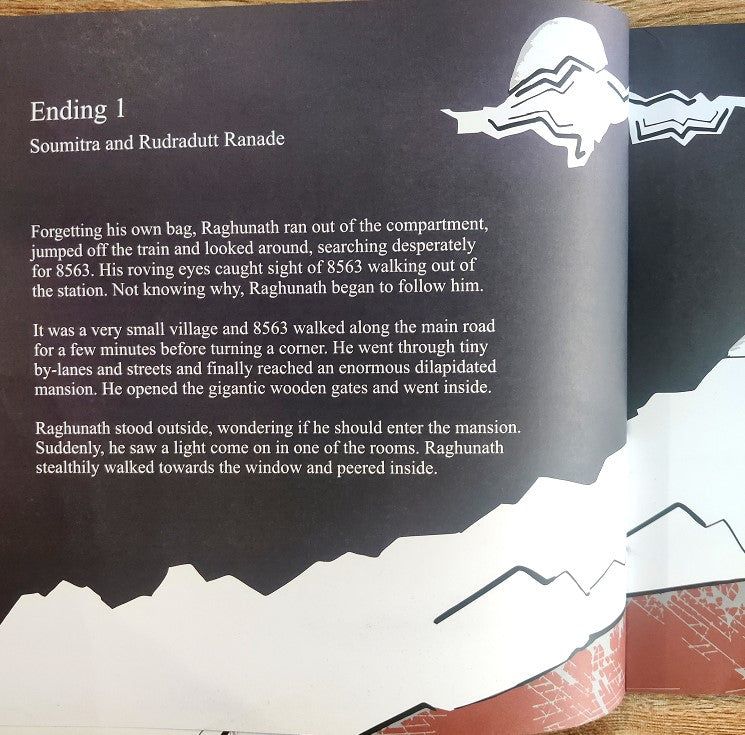 Ending 1
Soumitra and Rudradutt Ranade
Forgetting his own bag, Raghunath ran out of the compartment,
jumped off the train and looked around, searching desperately
for 8563. His roving eyes caught sight of 8563 walking out of
the station. Not knowing why, Raghunath began to follow him.
It was a very small village and 8563 walked along the main road
for a few minutes before turning a corner. He went through tiny
by-lanes and streets and finally reached an enormous dilapidated
mansion. He opened the gigantic wooden gates and went inside.
Raghunath stood outside, wondering if he should enter the mansion.
Suddenly, he saw a light come on in one of the rooms. Raghunath
stealthily walked towards the window and peered inside.